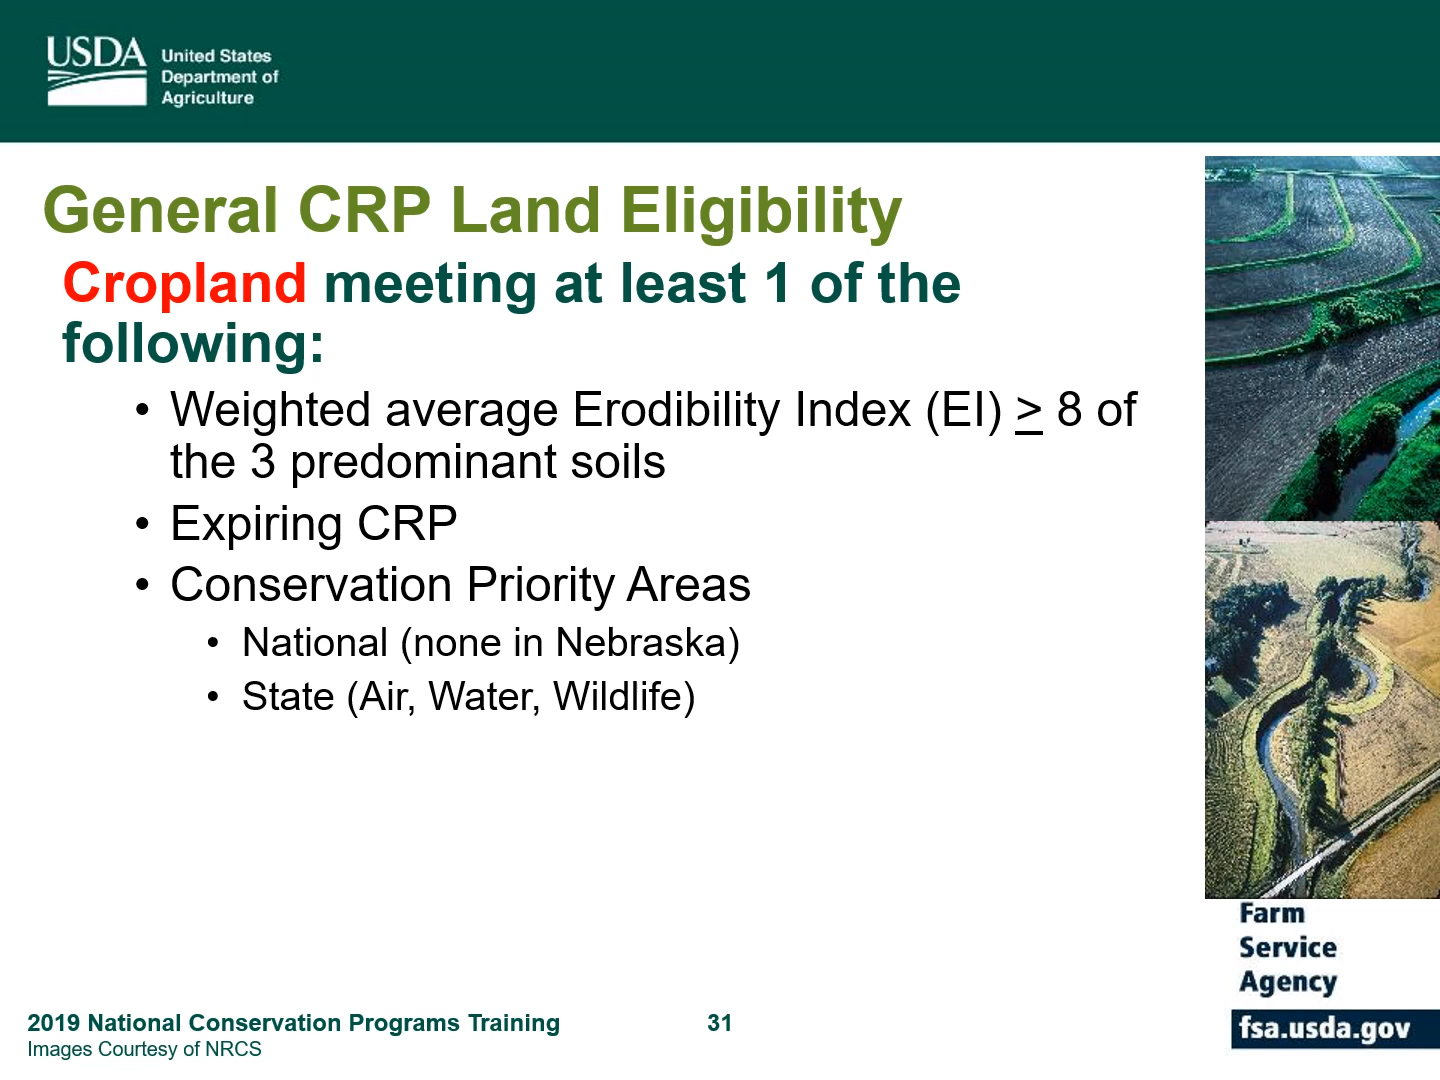 USDA
United States
Department of
Agriculture
General CRP Land Eligibility
Cropland meeting at least 1 of the
following:
• Weighted average Erodibility Index (EI) > 8 of
the 3 predominant soils
• Expiring CRP
• Conservation Priority Areas
• National (none in Nebraska)
• State (Air, Water, Wildlife)
Farm
Service
Agency
fsa.usda.gov
2019 National Conservation Programs Training
31
Images Courtesy of NRCS